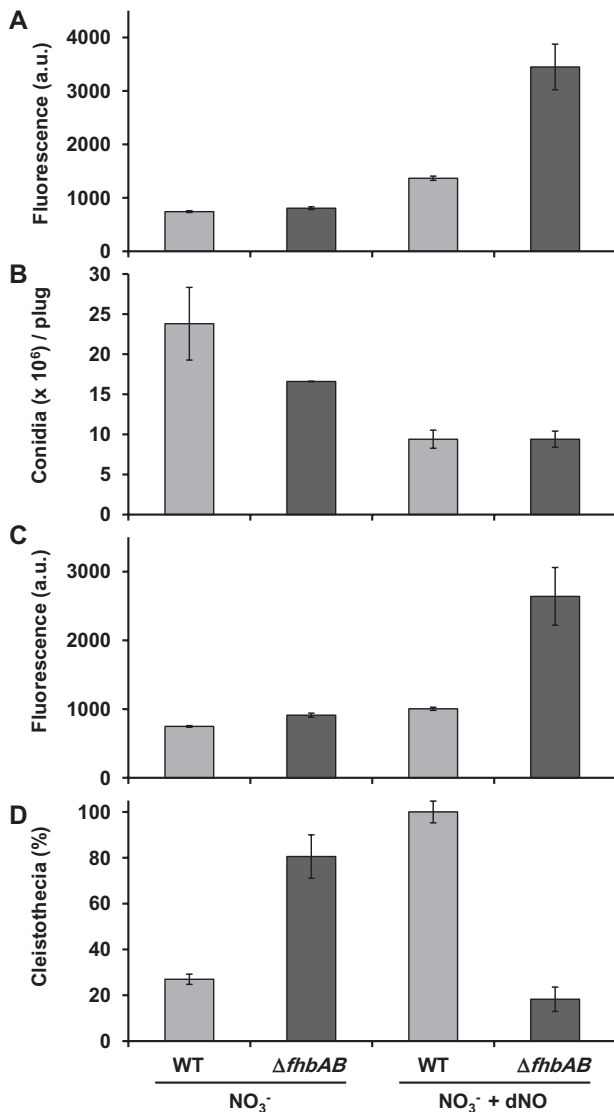 A
Fluorescence (a.u.)
4000
3000
2000
1000
0
B
Conidia (x 10⁶) / plug
30
25
20
15
10
5
0
C
Fluorescence (a.u.)
3000
2000
1000
0
D
Cleistothecia (%)
100
80
60
40
20
0
WT ΔfhbAB WT ΔfhbAB
NO₃⁻ NO₃⁻ + dNO